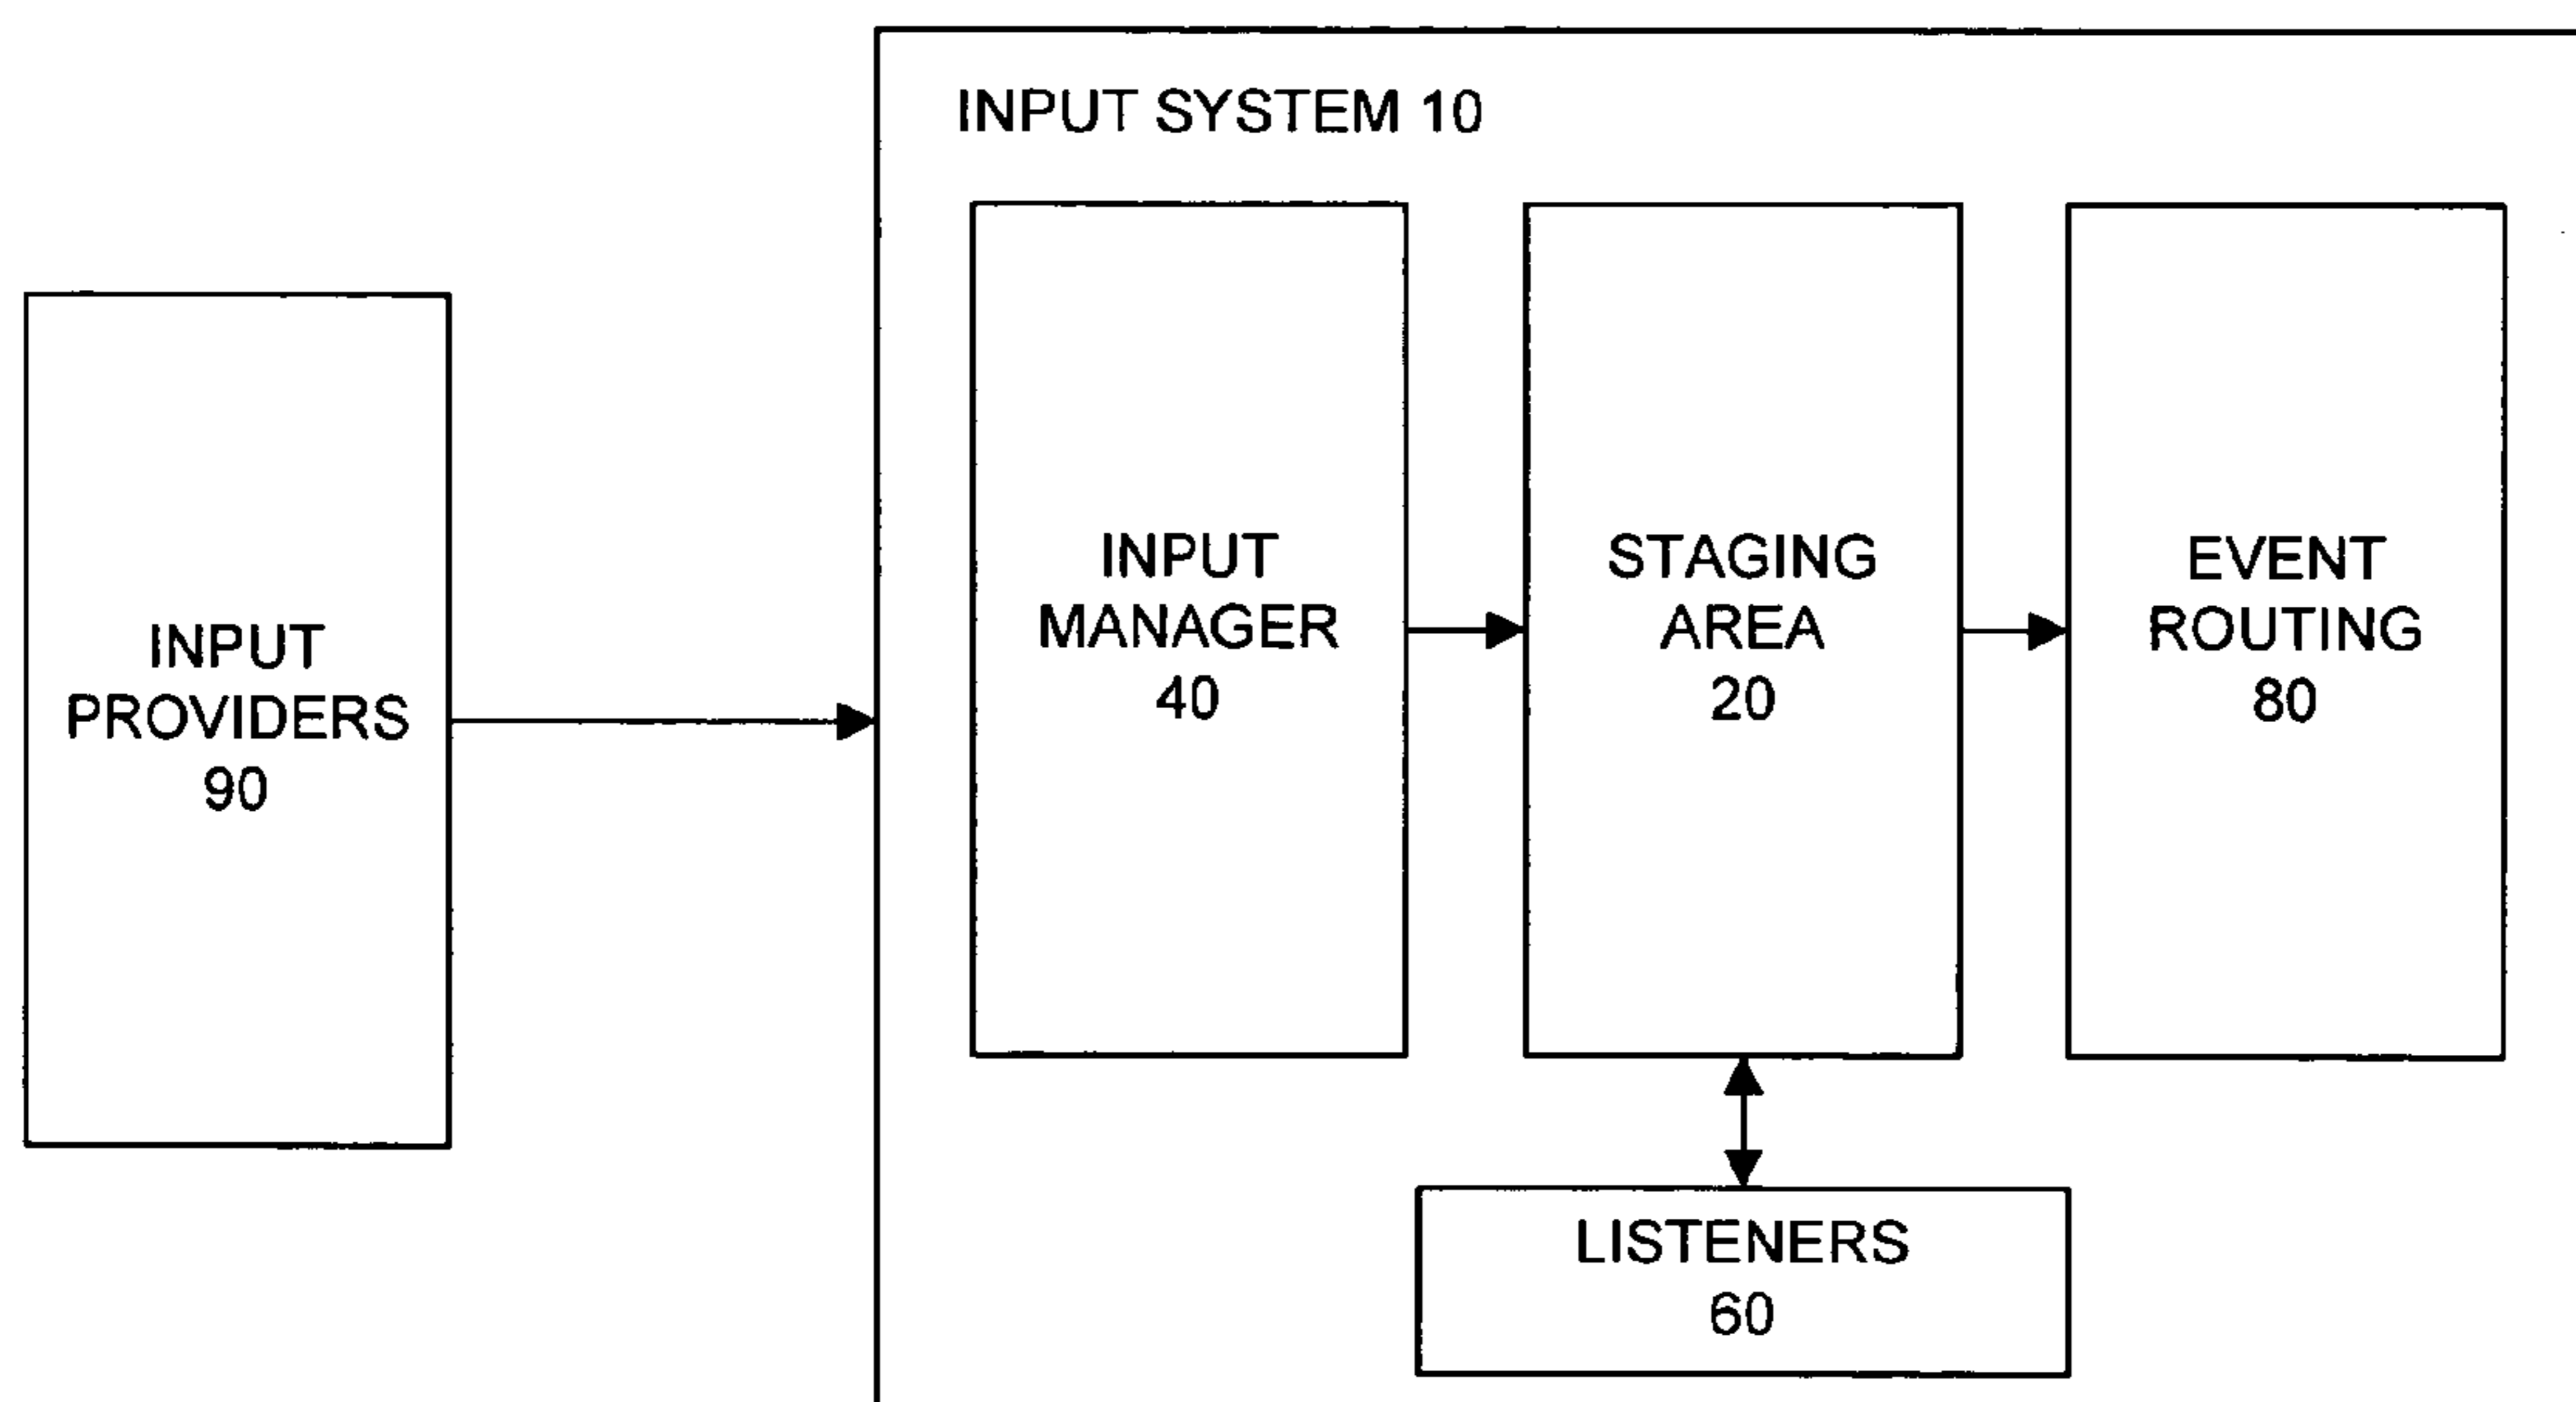 INPUT SYSTEM 10
INPUT
PROVIDERS
90
INPUT
MANAGER
40
STAGING
AREA
20
EVENT
ROUTING
80
LISTENERS
60